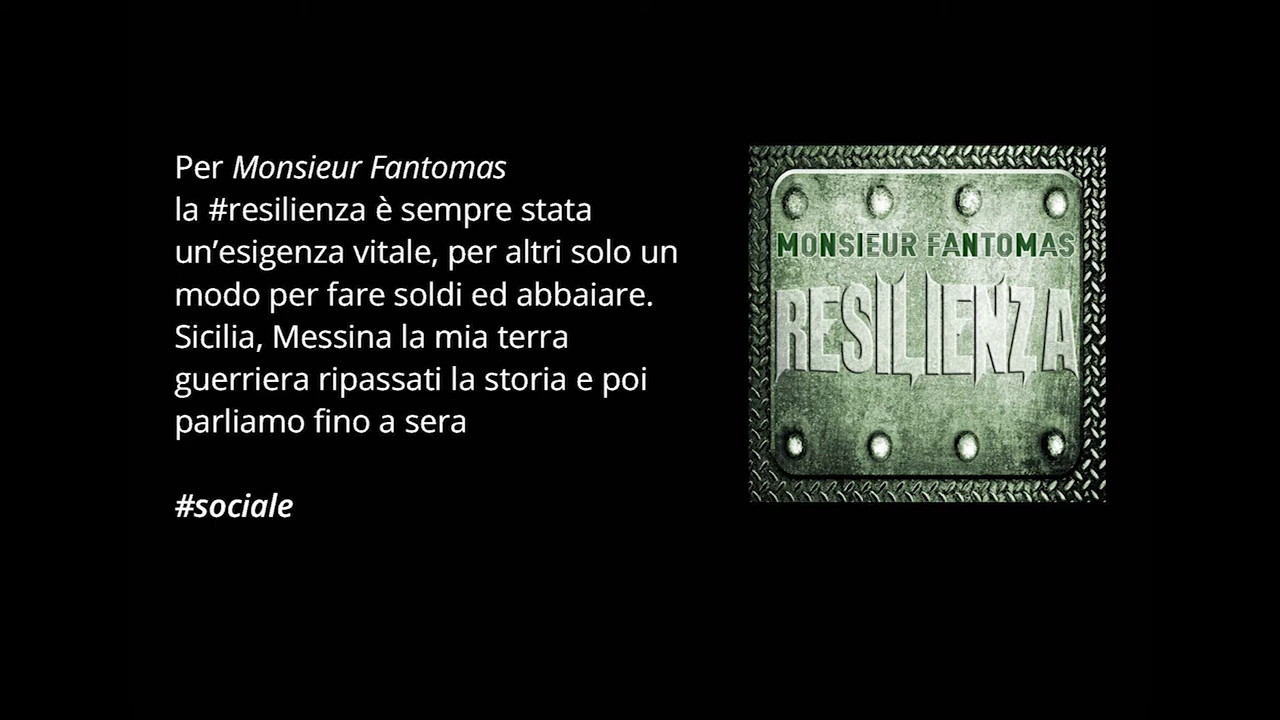 Per Monsieur Fantomas
la #resilienza è sempre stata
un’esigenza vitale, per altri solo un
modo per fare soldi ed abbaiare.
Sicilia, Messina la mia terra
guerriera ripassati la storia e poi
parliamo fino a sera
#sociale
MONSIEUR FANTOMAS
RESILIENZA